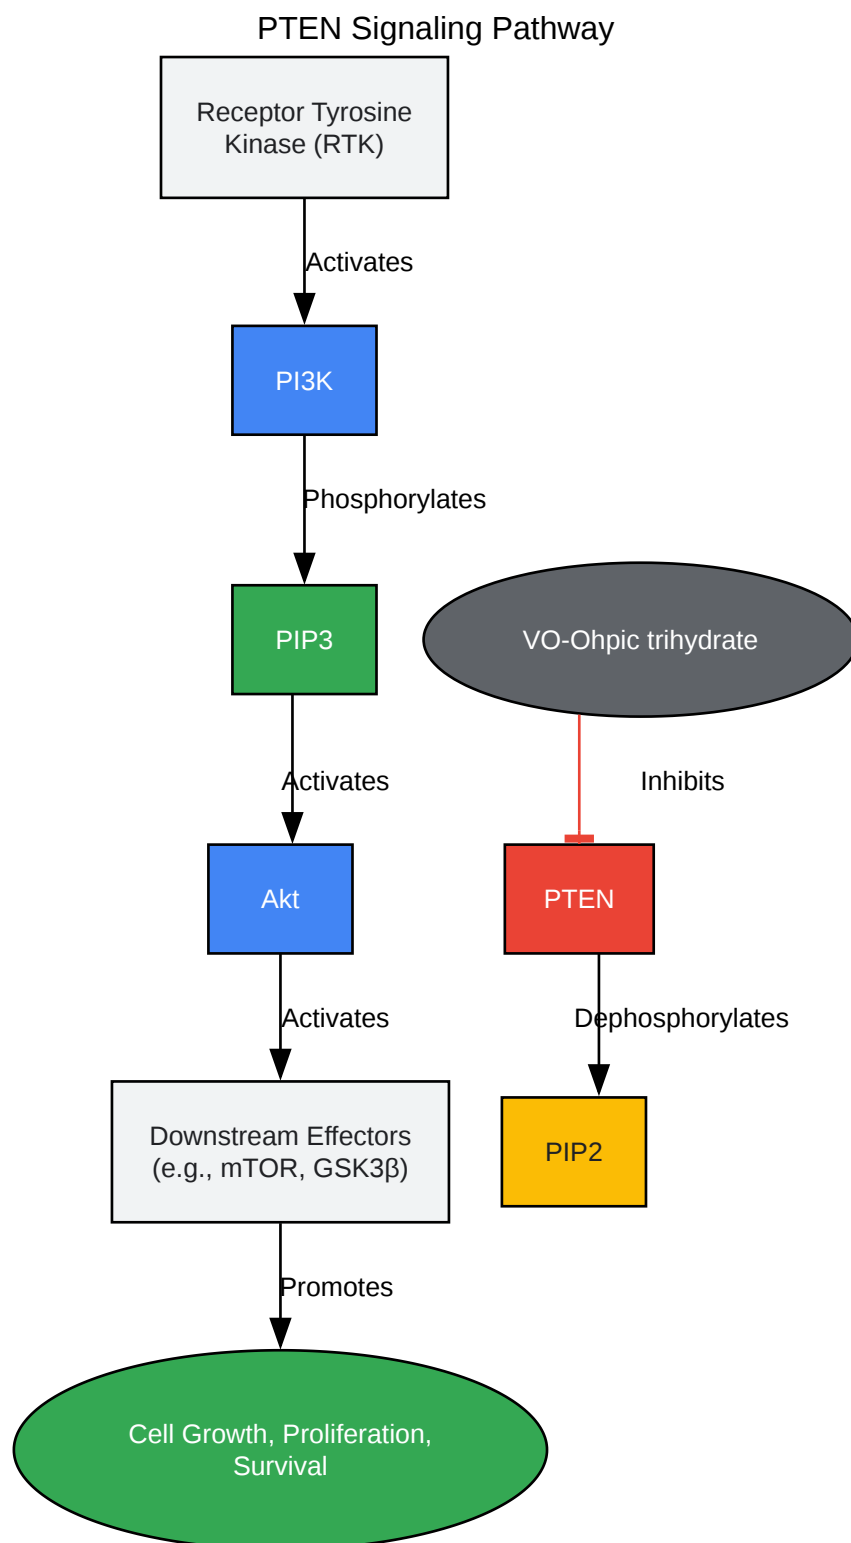 PTEN Signaling Pathway
Receptor Tyrosine
Kinase (RTK)
Activates
PI3K
Phosphorylates
PIP3
VO-Ohpic trihydrate
Activates
Inhibits
Akt
PTEN
Activates
Dephosphorylates
Downstream Effectors
(e.g., mTOR, GSK3β)
PIP2
Promotes
Cell Growth, Proliferation,
Survival